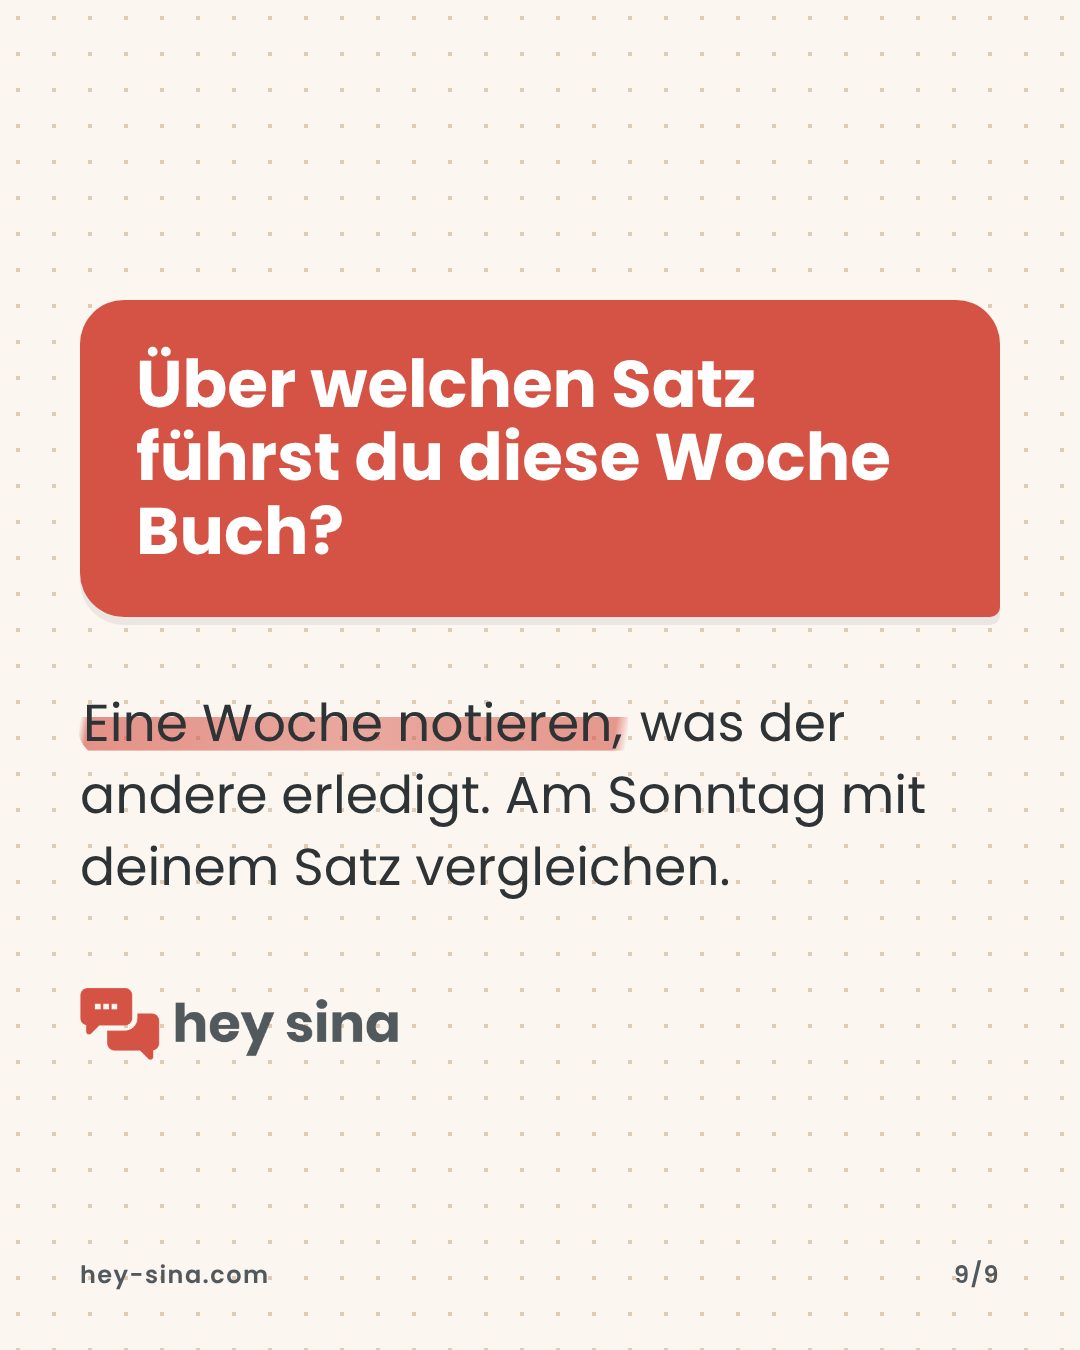 Über welchen Satz
führst du diese Woche
Buch?
Eine Woche notieren, was der
andere erledigt. Am Sonntag mit
deinem Satz vergleichen.
hey sina
hey-sina.com
9/9